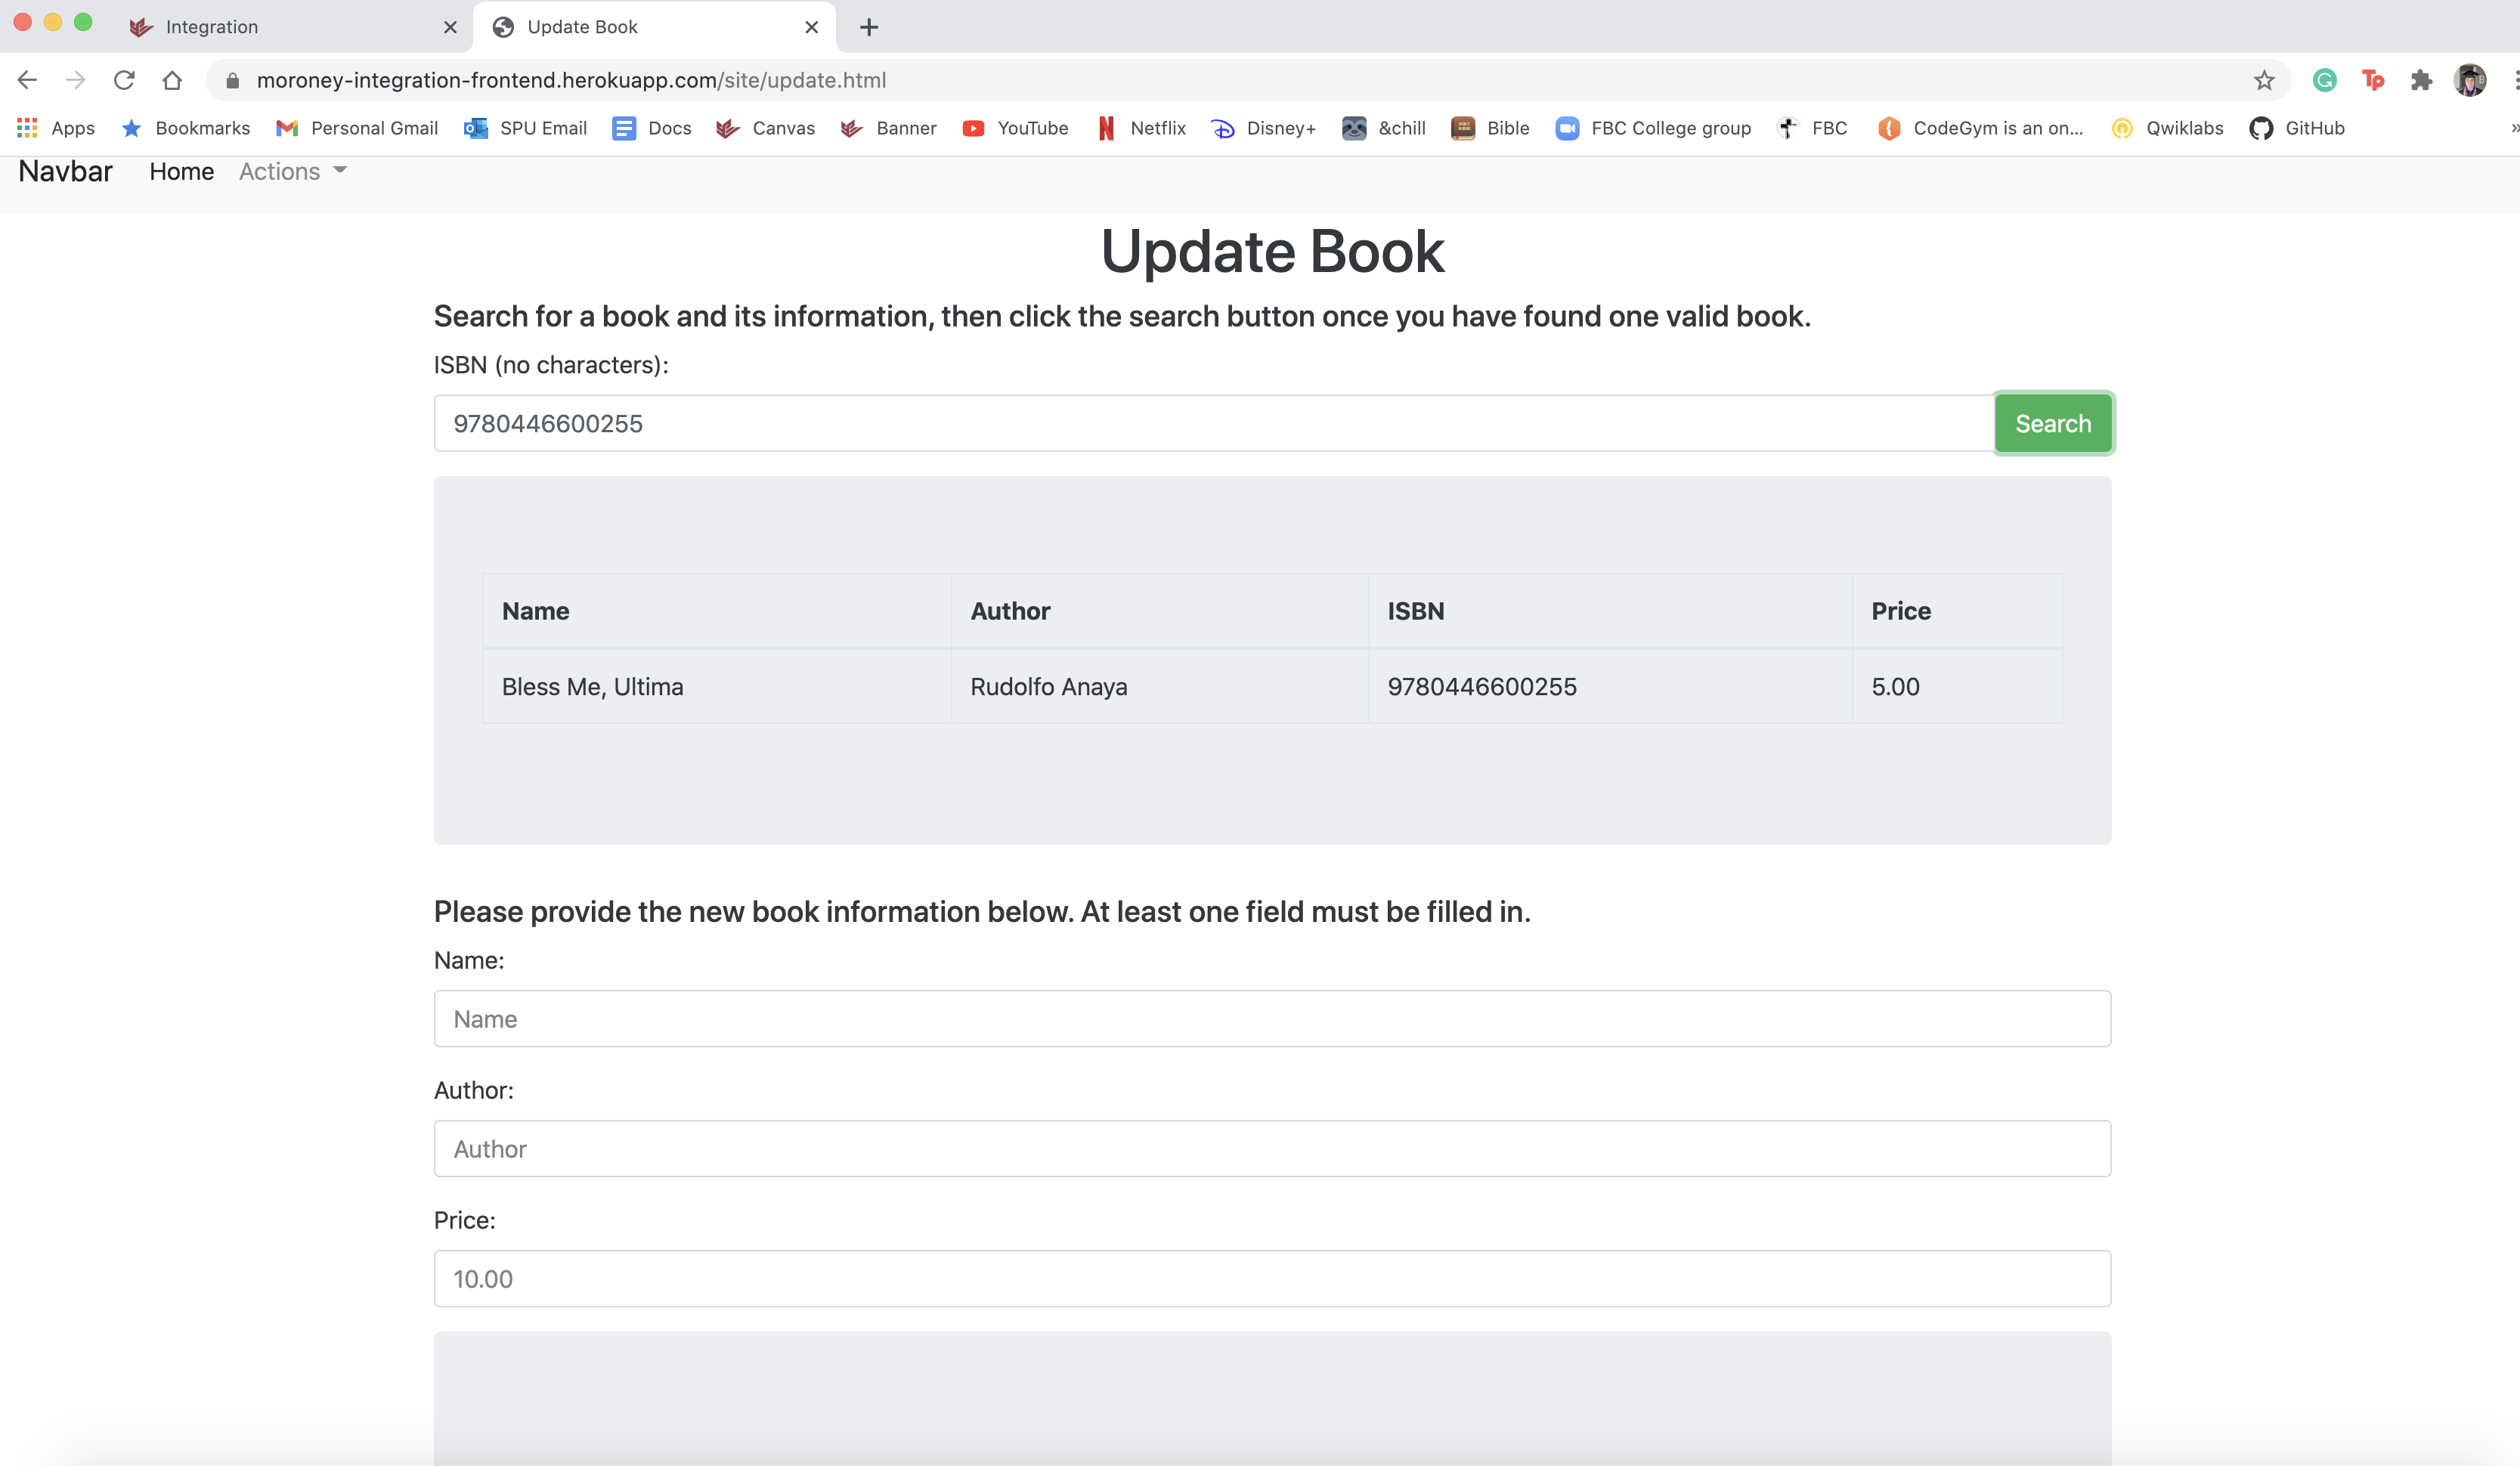 Integration
Update Book
moroney-integration-frontend.herokuapp.com/site/update.html
Apps Bookmarks Personal Gmail SPU Email Docs Canvas Banner YouTube Netflix Disney+ &chill Bible FBC College group FBC CodeGym is an on... Qwiklabs GitHub »
Navbar Home Actions
Update Book
Search for a book and its information, then click the search button once you have found one valid book.
ISBN (no characters):
9780446600255 Search
Name Author ISBN Price
Bless Me, Ultima Rudolfo Anaya 9780446600255 5.00
Please provide the new book information below. At least one field must be filled in.
Name:
Name
Author:
Author
Price:
10.00